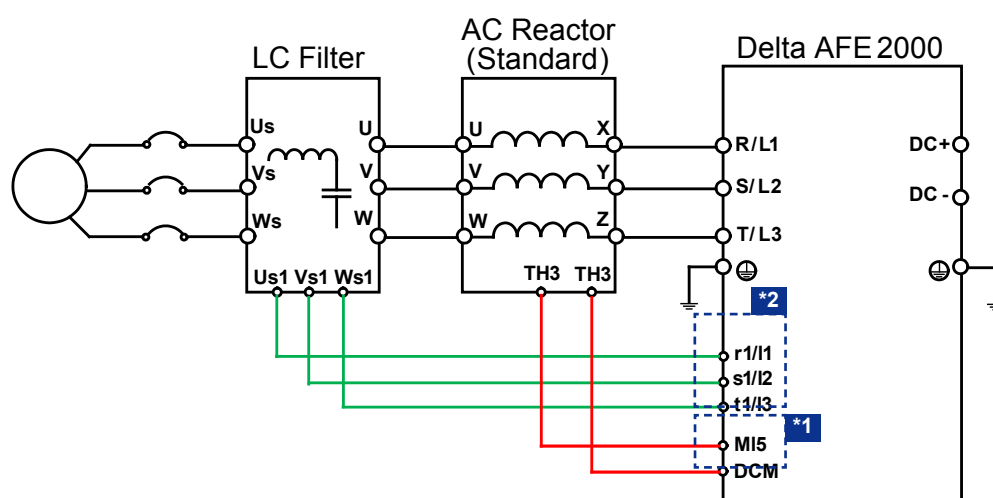 LC Filter
AC Reactor
(Standard)
Delta AFE 2000
Us
U
U
X
R/L1
DC+
Vs
V
V
Y
S/L2
DC -
Ws
W
W
Z
T/L3
Us1 Vs1 Ws1
TH3 TH3
*2
r1/l1
s1/l2
t1/l3
*1
MI5
DCM